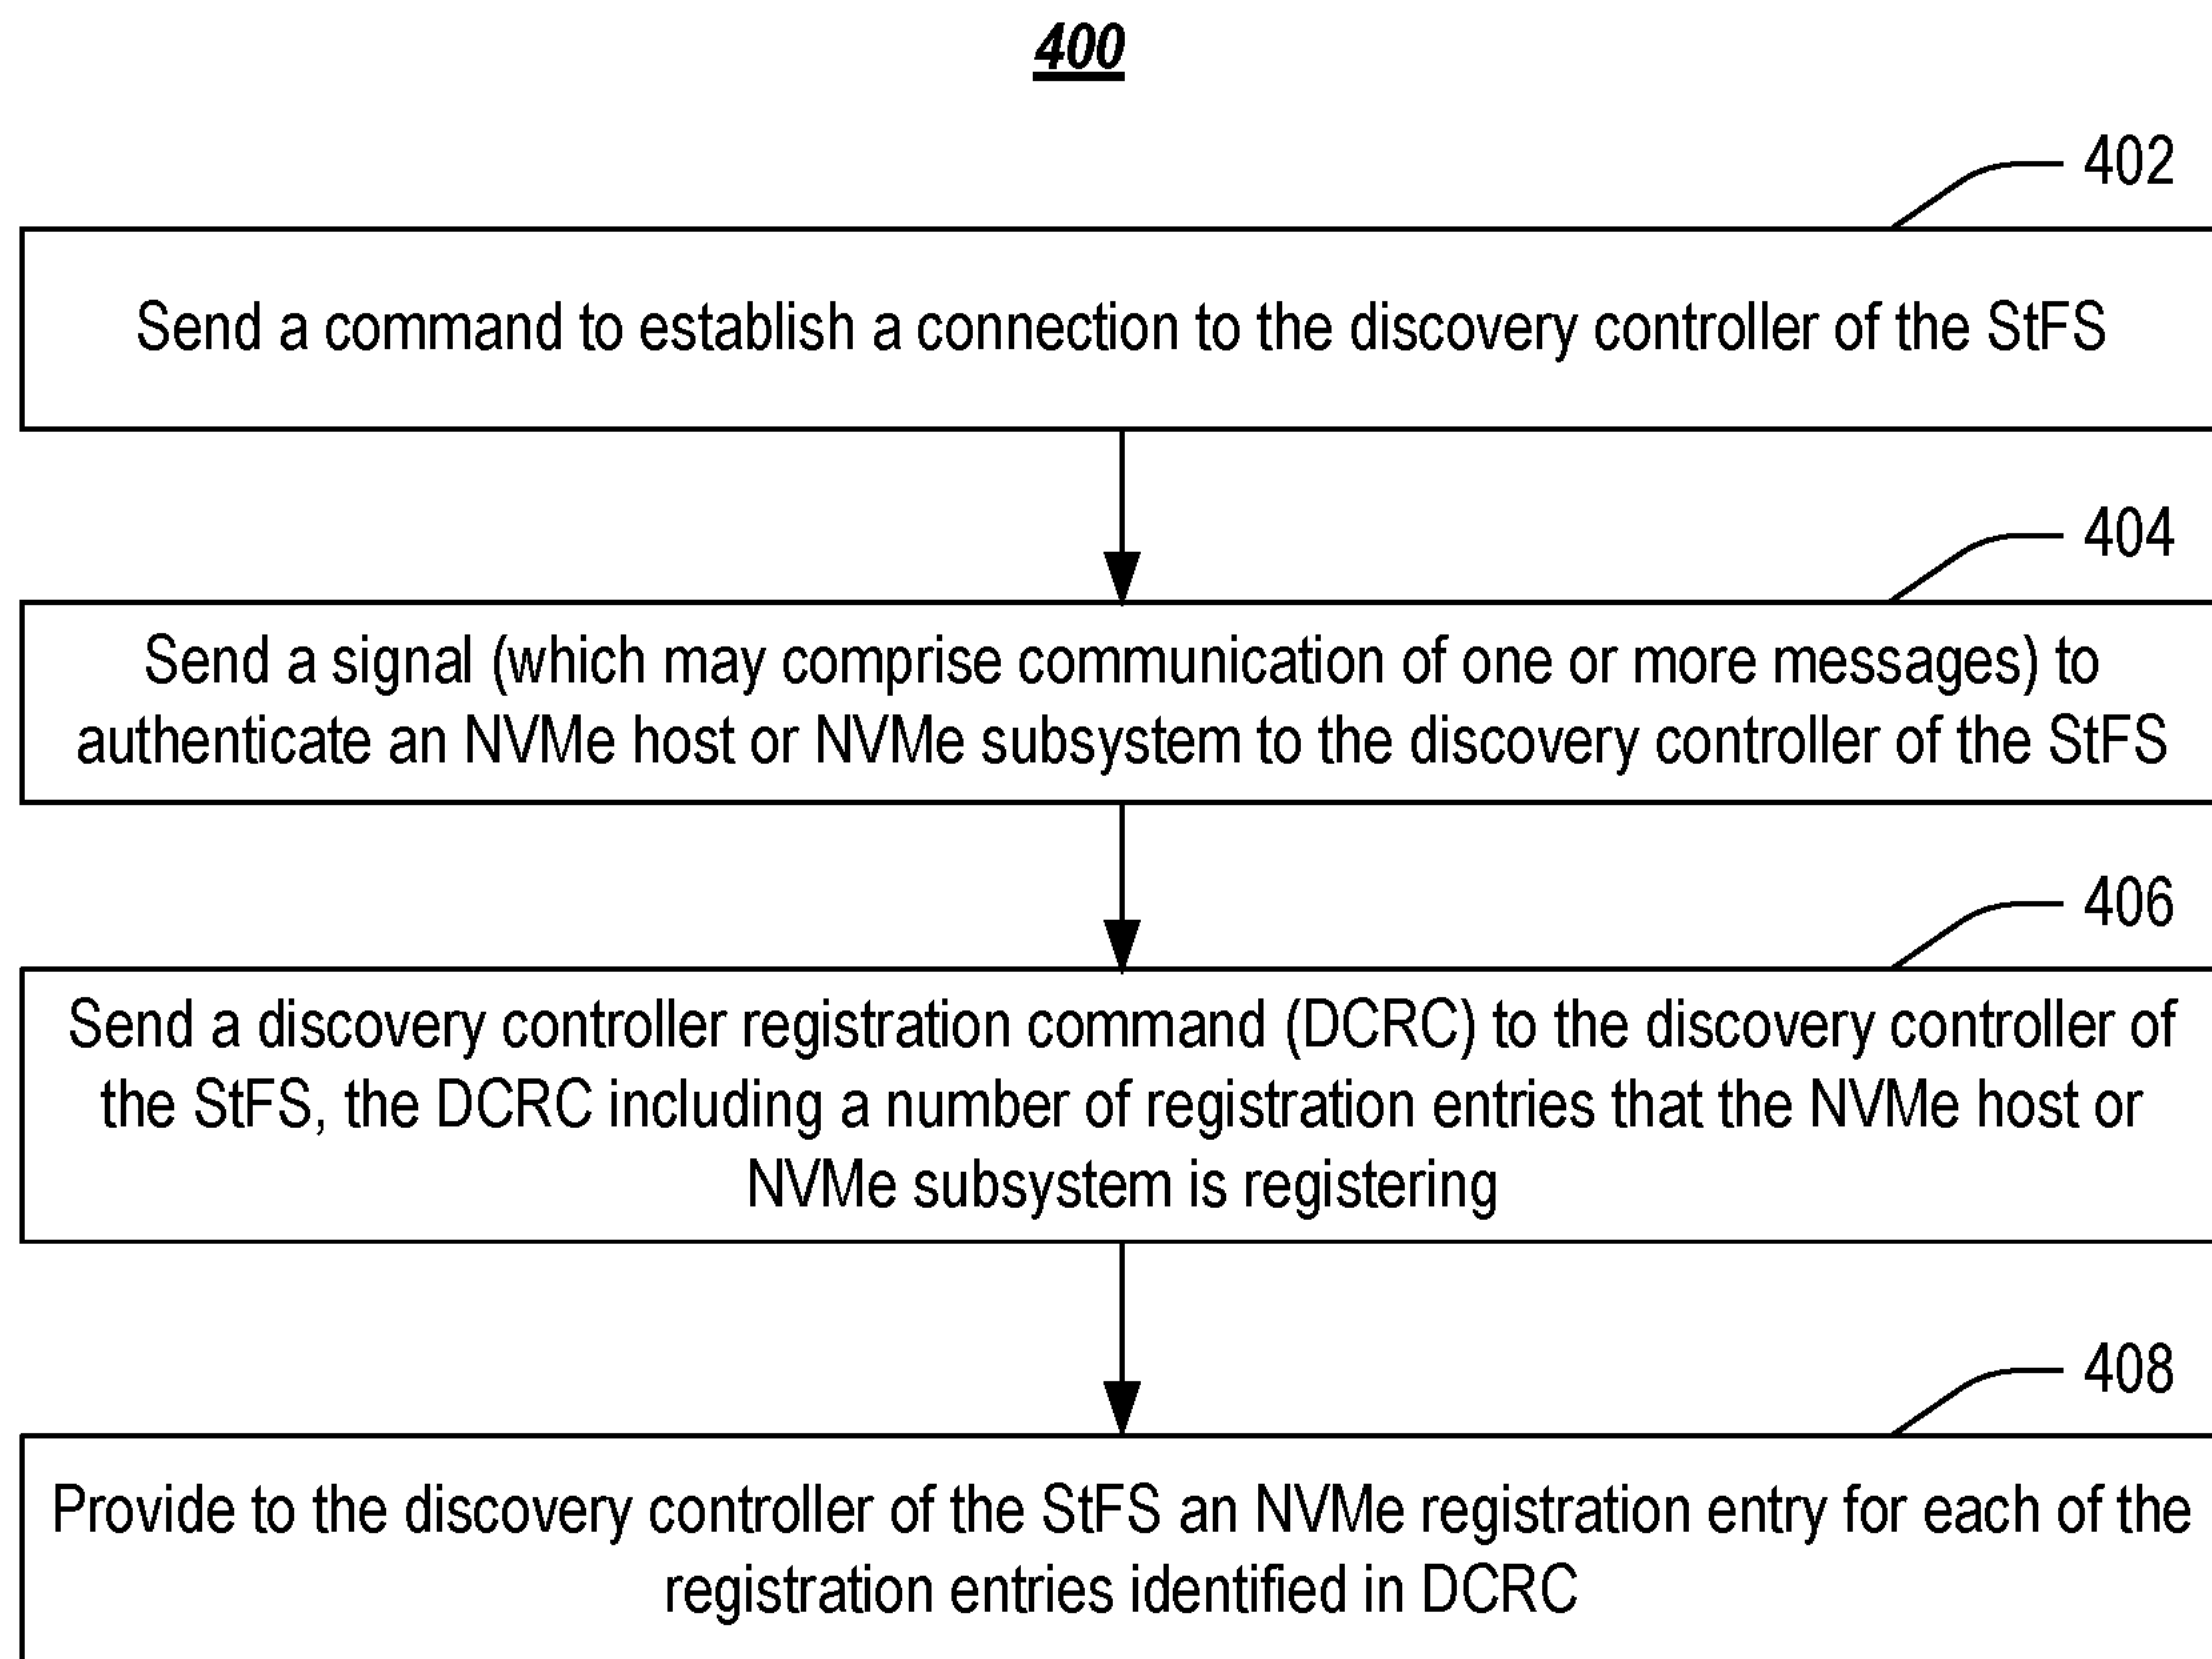 400
402
Send a command to establish a connection to the discovery controller of the StFS
404
Send a signal (which may comprise communication of one or more messages) to
authenticate an NVMe host or NVMe subsystem to the discovery controller of the StFS
406
Send a discovery controller registration command (DCRC) to the discovery controller of
the StFS, the DCRC including a number of registration entries that the NVMe host or
NVMe subsystem is registering
408
Provide to the discovery controller of the StFS an NVMe registration entry for each of the
registration entries identified in DCRC